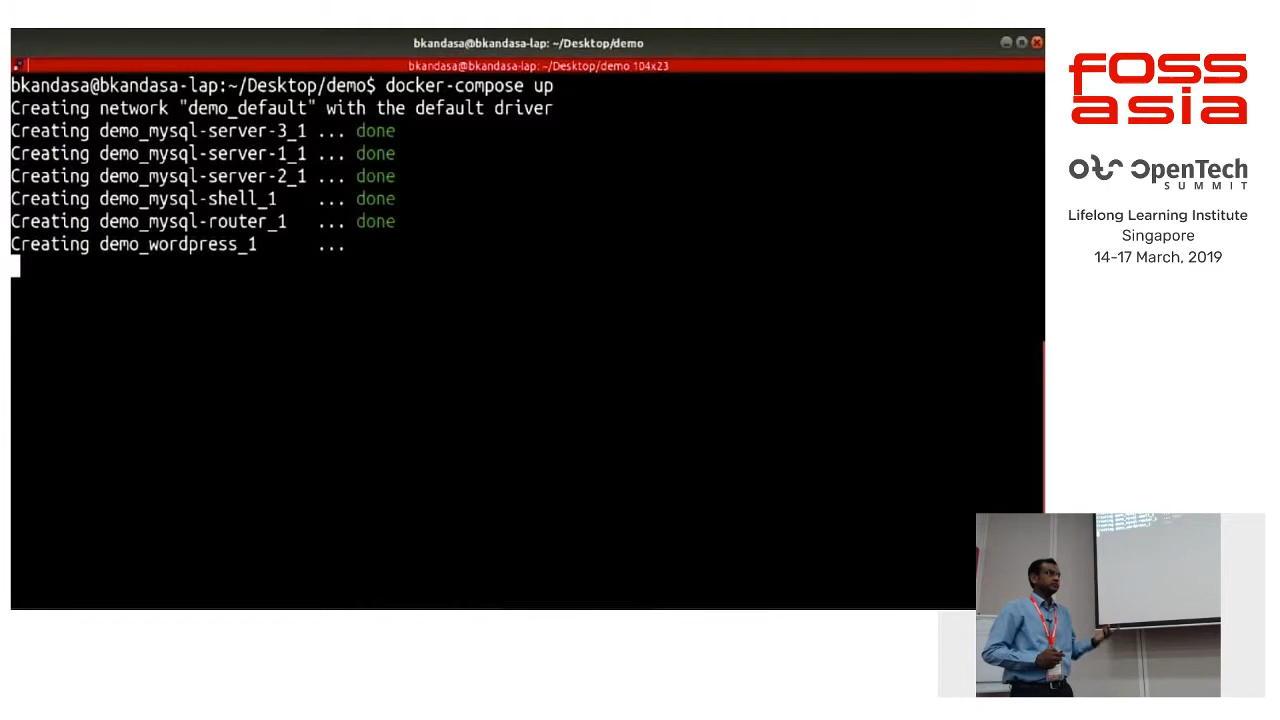 bkandasa@bkandasa-lap: ~/Desktop/demo
bkandasa@bkandasa-lap: ~/Desktop/demo 104x23
bkandasa@bkandasa-lap:~/Desktop/demo$ docker-compose up
Creating network "demo_default" with the default driver
Creating demo_mysql-server-3_1 ... done
Creating demo_mysql-server-1_1 ... done
Creating demo_mysql-server-2_1 ... done
Creating demo_mysql-shell_1 ... done
Creating demo_mysql-router_1 ... done
Creating demo_wordpress_1 ...
FOSS
asia
OpenTech
SUMMIT
Lifelong Learning Institute
Singapore
14-17 March, 2019